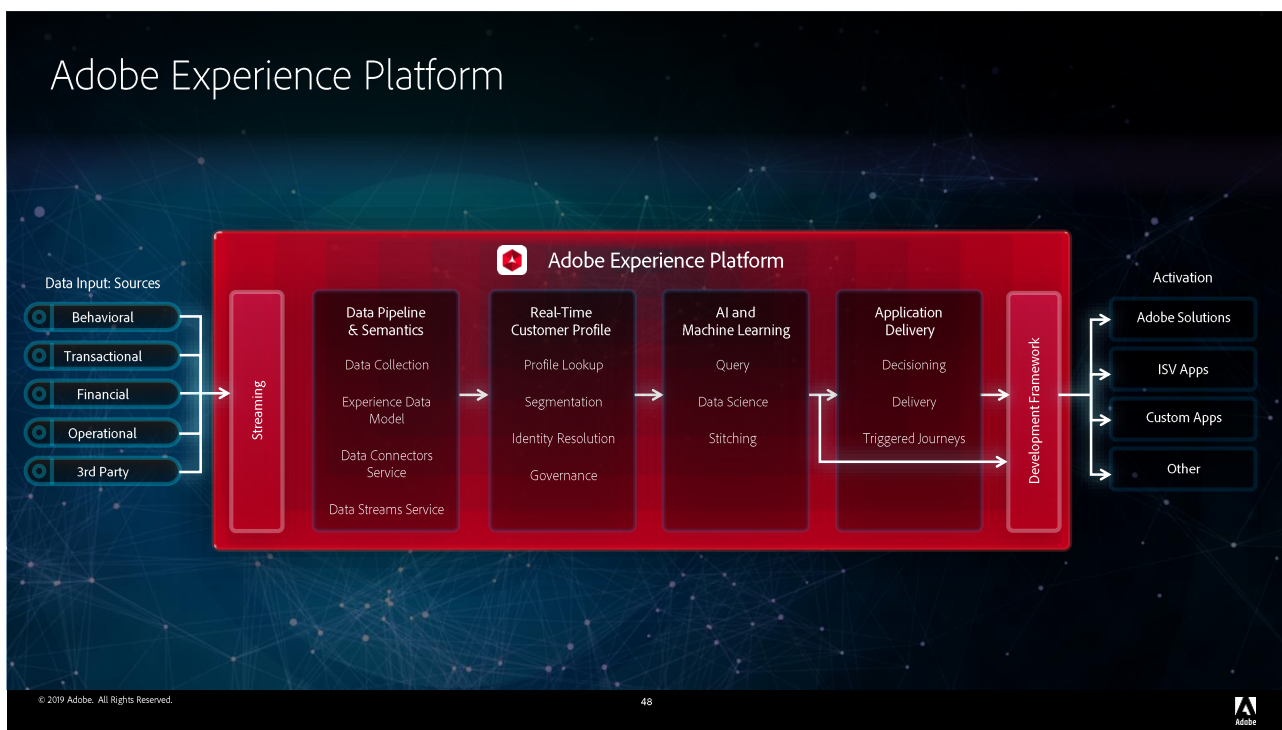 Adobe Experience Platform
Adobe Experience Platform
Data Input: Sources
Behavioral
Transactional
Financial
Operational
3rd Party
Streaming
Data Pipeline
& Semantics
Data Collection
Experience Data
Model
Data Connectors
Service
Data Streams Service
Real-Time
Customer Profile
Profile Lookup
Segmentation
Identity Resolution
Governance
AI and
Machine Learning
Query
Data Science
Stitching
Application
Delivery
Decisioning
Delivery
Triggered Journeys
Development Framework
Activation
Adobe Solutions
ISV Apps
Custom Apps
Other
© 2019 Adobe. All Rights Reserved.
48
Adobe